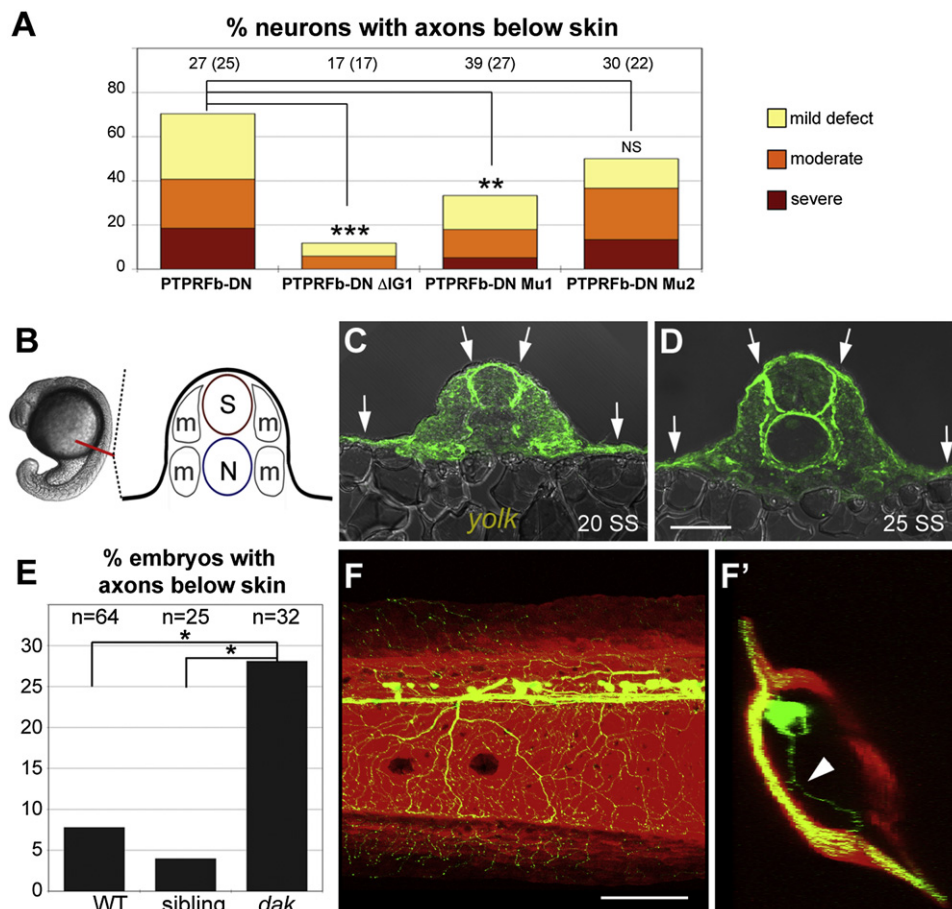 A
% neurons with axons below skin
27 (25) 17 (17) 39 (27) 30 (22)
80
60
40
20
0
***
**
NS
PTPRFb-DN PTPRFb-DN ΔIG1 PTPRFb-DN Mu1 PTPRFb-DN Mu2
mild defect
moderate
severe
B
S
m m
N
m m
C
yolk
20 SS
D
25 SS
E
% embryos with
axons below skin
n=64 n=25 n=32
*
*
30
25
20
15
10
5
0
WT sibling dak
F
F'